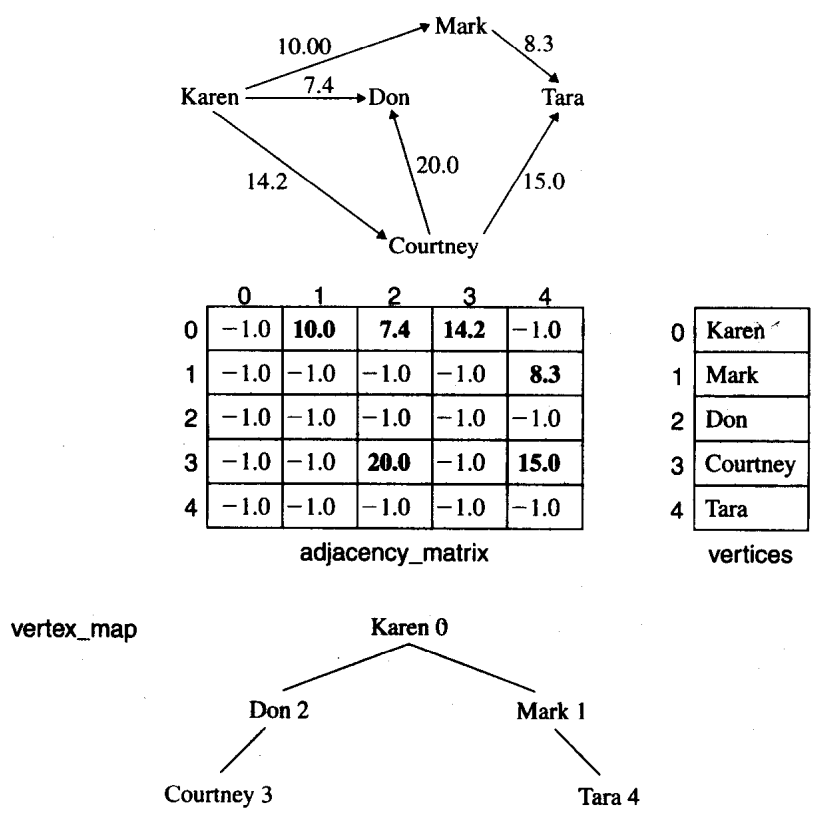 Mark
10.00
8.3
Karen
7.4
Don
Tara
14.2
20.0
15.0
Courtney
0 1 2 3 4
0 −1.0 10.0 7.4 14.2 −1.0
1 −1.0 −1.0 −1.0 −1.0 8.3
2 −1.0 −1.0 −1.0 −1.0 −1.0
3 −1.0 −1.0 20.0 −1.0 15.0
4 −1.0 −1.0 −1.0 −1.0 −1.0
adjacency_matrix
0 Karen
1 Mark
2 Don
3 Courtney
4 Tara
vertices
vertex_map
Karen 0
Don 2
Mark 1
Courtney 3
Tara 4